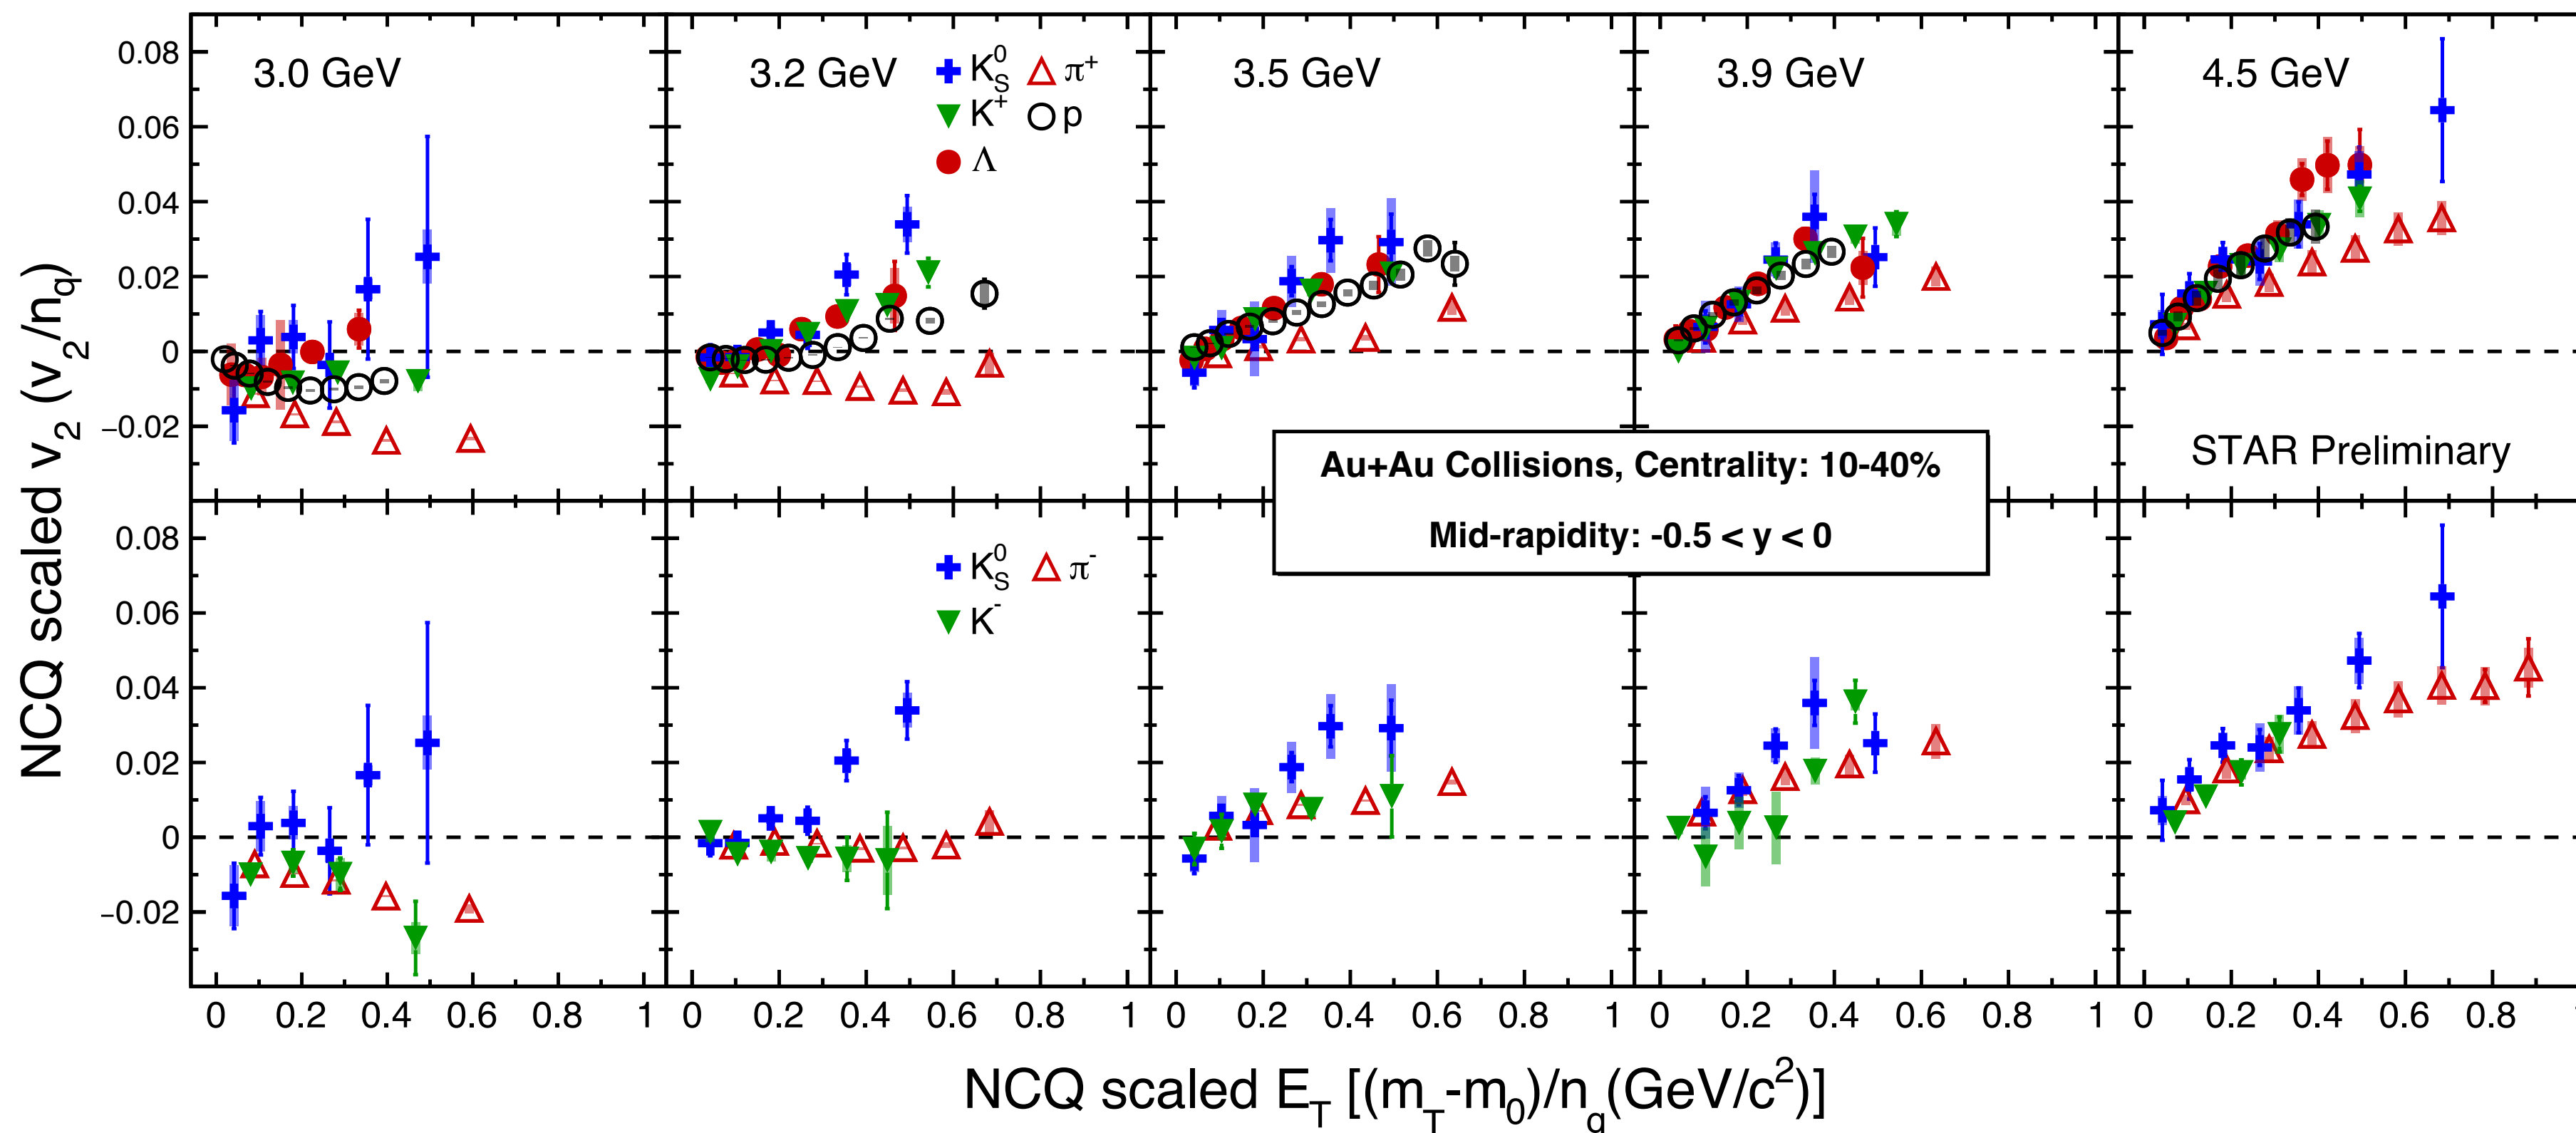 NCQ scaled v2 (v2/nq)
3.0 GeV
3.2 GeV
3.5 GeV
3.9 GeV
4.5 GeV
K0S π+
K+ p
Λ
0.08
0.06
0.04
0.02
0
−0.02
STAR Preliminary
Au+Au Collisions, Centrality: 10-40%
Mid-rapidity: -0.5 < y < 0
K0S π-
K-
0.08
0.06
0.04
0.02
0
−0.02
0 0.2 0.4 0.6 0.8 1
0 0.2 0.4 0.6 0.8 1
0 0.2 0.4 0.6 0.8 1
0 0.2 0.4 0.6 0.8 1
0 0.2 0.4 0.6 0.8
NCQ scaled ET [(mT-m0)/nq(GeV/c2)]